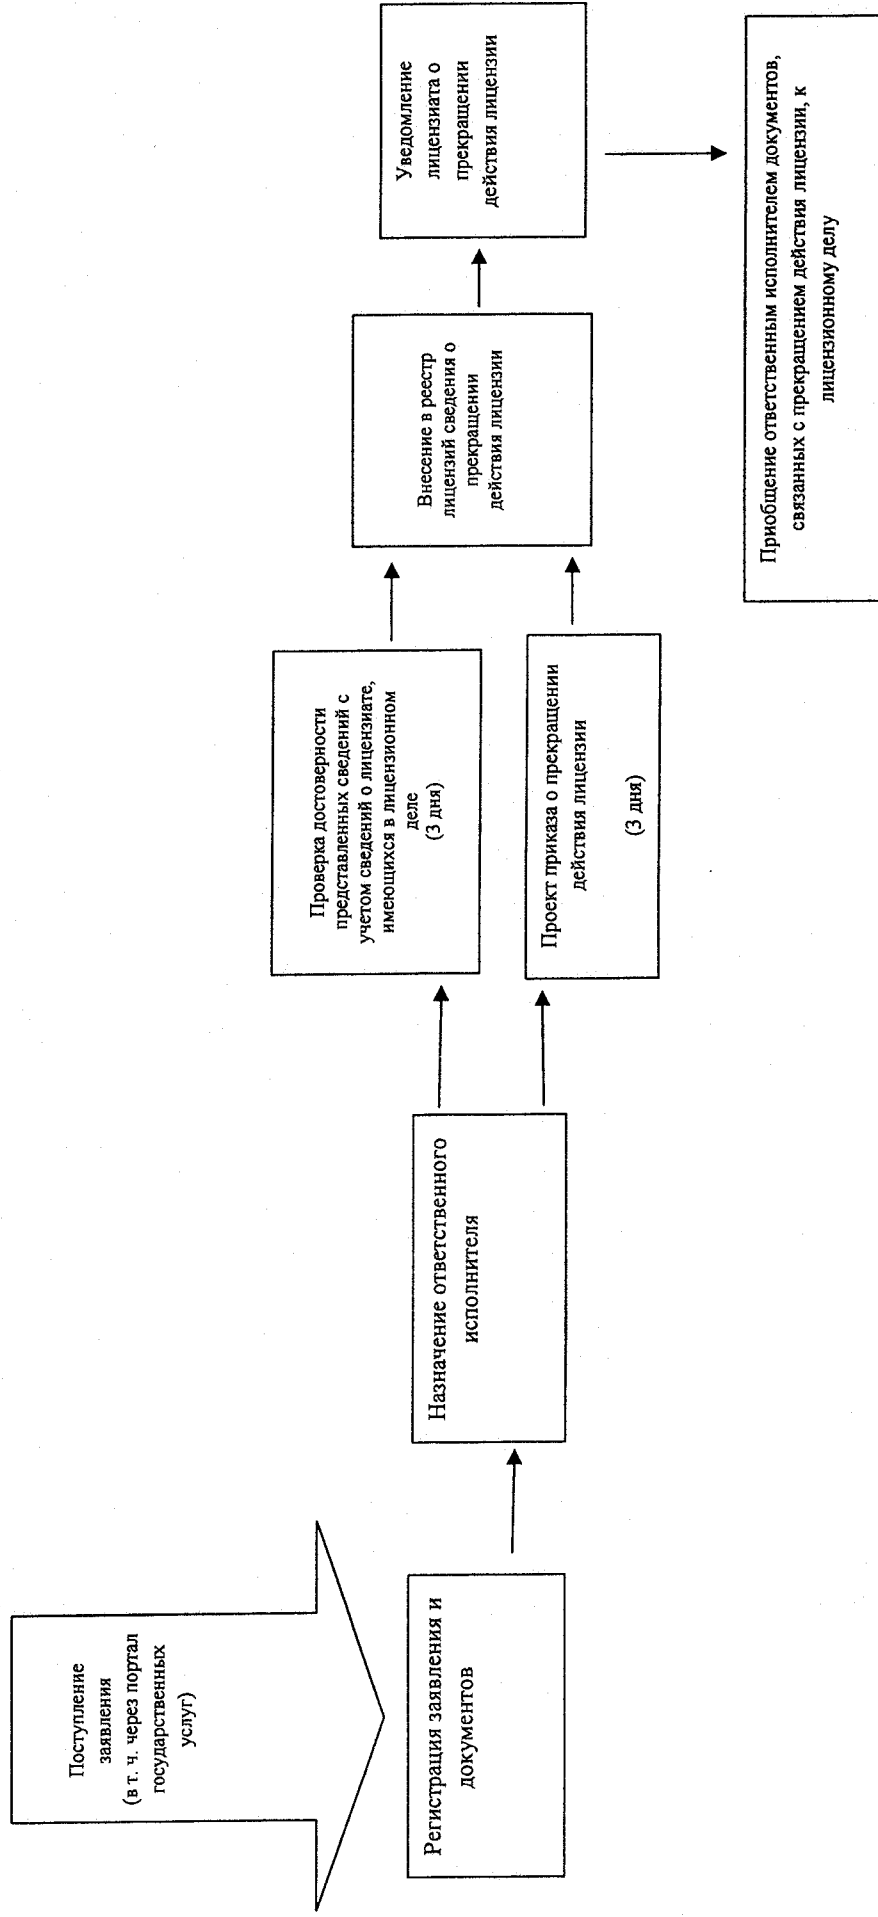 Поступление
заявления
(в т. ч. через портал
государственных
услуг)
Регистрация заявления и
документов
Назначение ответственного
исполнителя
Проверка достоверности
представленных сведений с
учетом сведений о лицензиате,
имеющихся в лицензионном
деле
(3 дня)
Проект приказа о прекращении
действия лицензии
(3 дня)
Внесение в реестр
лицензий сведения о
прекращении
действия лицензии
Уведомление
лицензиата о
прекращении
действия лицензии
Приобщение ответственным исполнителем документов,
связанных с прекращением действия лицензии, к
лицензионному делу